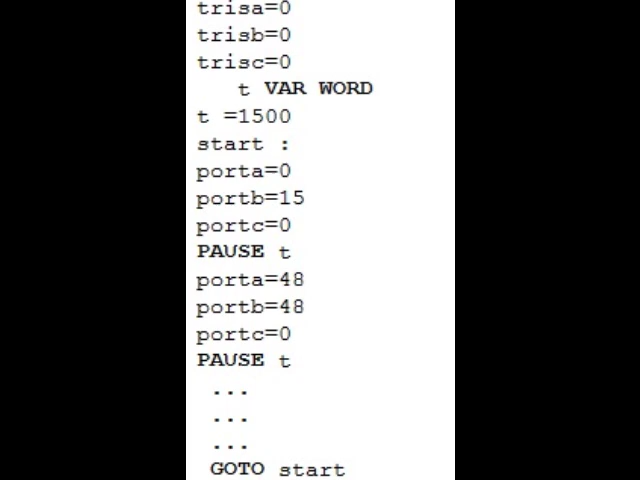 trisa=0
trisb=0
trisc=0
t VAR WORD
t =1500
start :
porta=0
portb=15
portc=0
PAUSE t
porta=48
portb=48
portc=0
PAUSE t
...
...
...
GOTO start